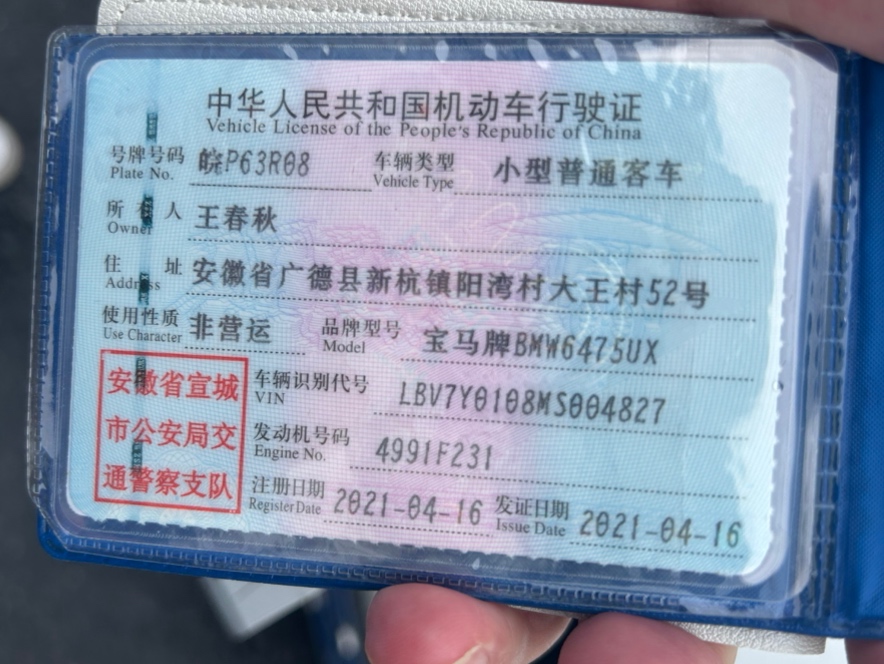 中华人民共和国机动车行驶证
Vehicle License of the People's Republic of China
号牌号码 皖P63R08 车辆类型 小型普通客车
Plate No. Vehicle Type
所有人 王春秋
Owner
住址 安徽省广德县新杭镇阳湾村大王村52号
Address
使用性质 非营运 品牌型号 宝马牌BMW6475UX
Use Character Model
安徽省宣城
市公安局交
通警察支队
车辆识别代号 LBV7Y0108MS004827
VIN
发动机号码 4991F231
Engine No.
注册日期 2021-04-16 发证日期 2021-04-16
Register Date Issue Date